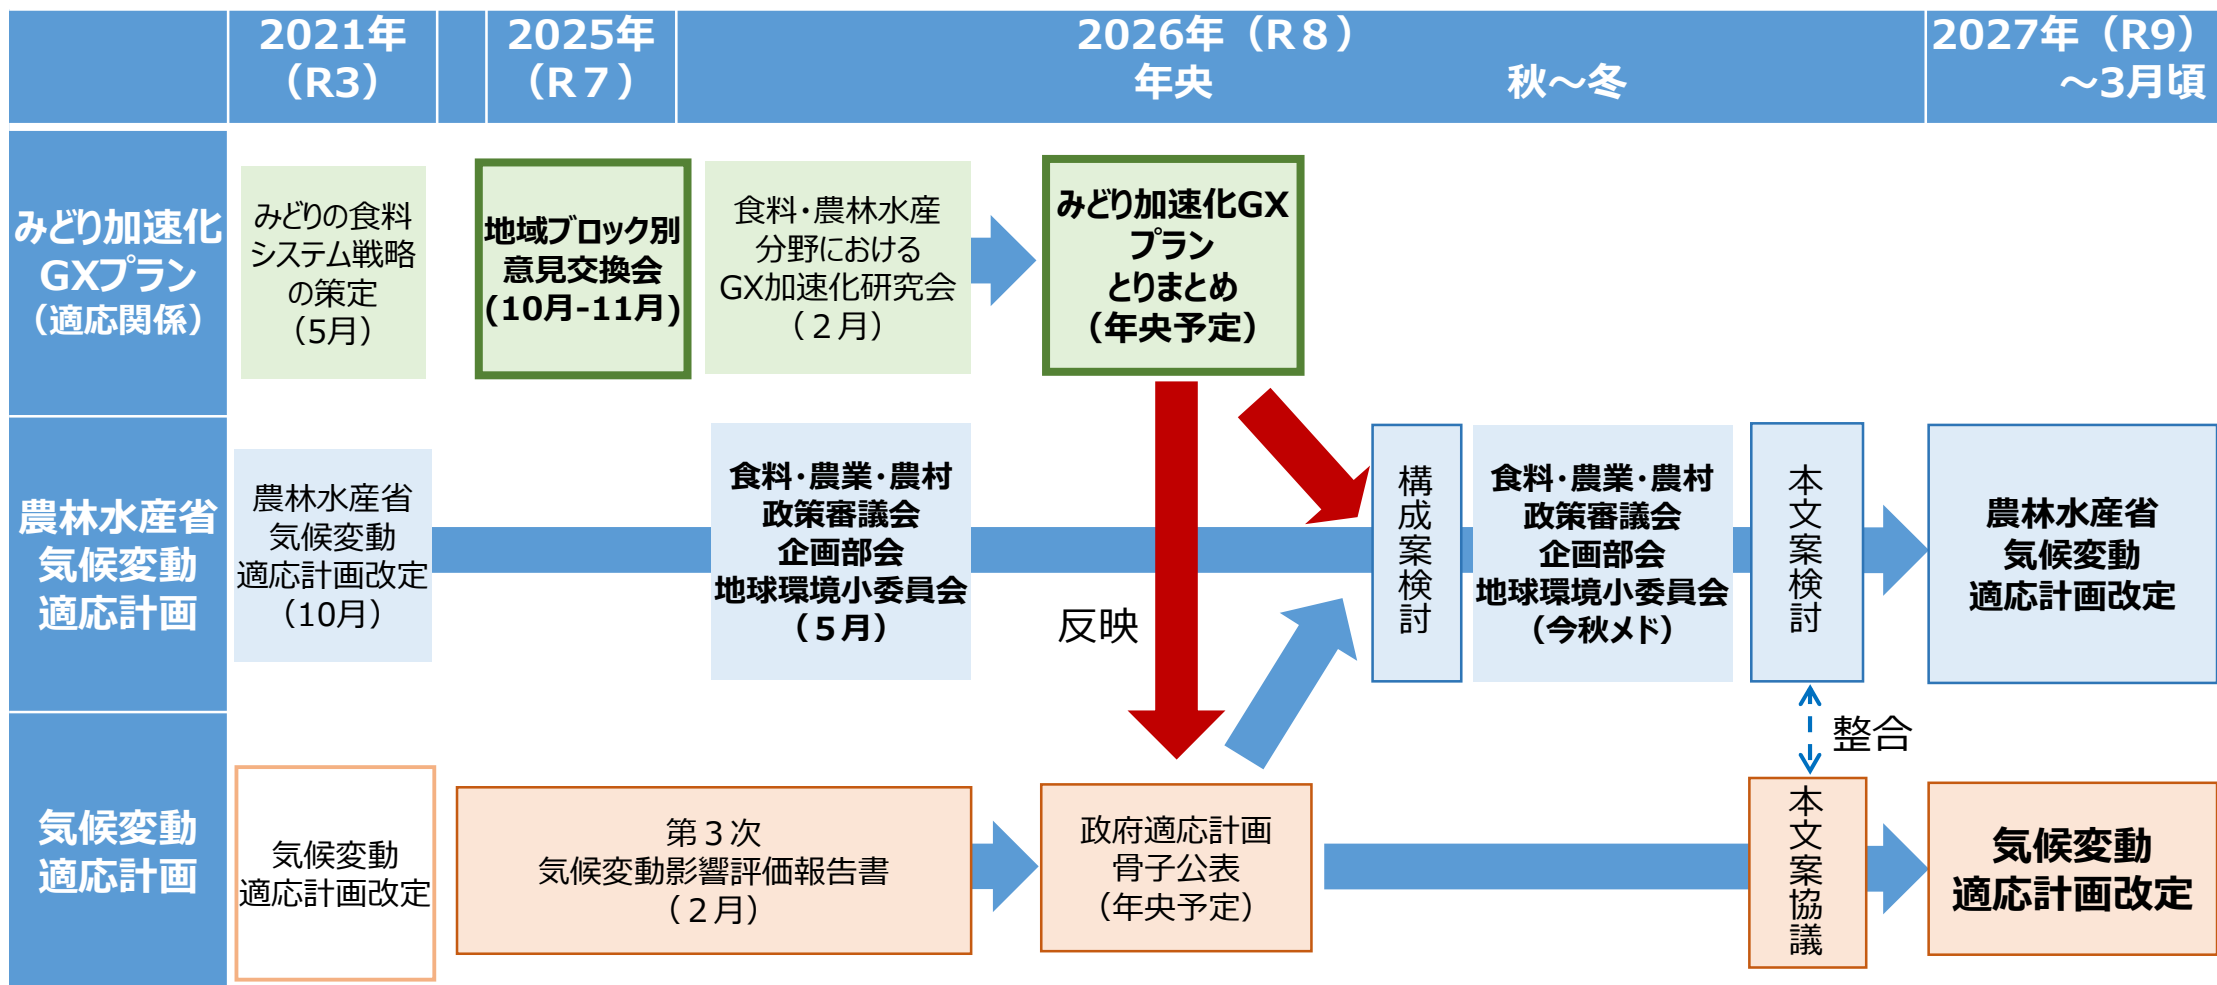 2021年
（R3）
2025年
（R７）
2026年（R８）
年央
秋～冬
2027年（R9）
～3月頃
みどり加速化
GXプラン
（適応関係）
みどりの食料
システム戦略
の策定
（5月）
地域ブロック別
意見交換会
(10月-11月)
食料・農林水産
分野における
GX加速化研究会
（２月）
みどり加速化GX
プラン
とりまとめ
（年央予定）
農林水産省
気候変動
適応計画
農林水産省
気候変動
適応計画改定
（10月）
食料・農業・農村
政策審議会
企画部会
地球環境小委員会
（５月）
反映
構成案検討
食料・農業・農村
政策審議会
企画部会
地球環境小委員会
（今秋メド）
本文案検討
農林水産省
気候変動
適応計画改定
整合
気候変動
適応計画
気候変動
適応計画改定
第３次
気候変動影響評価報告書
（２月）
政府適応計画
骨子公表
（年央予定）
本文案協議
気候変動
適応計画改定